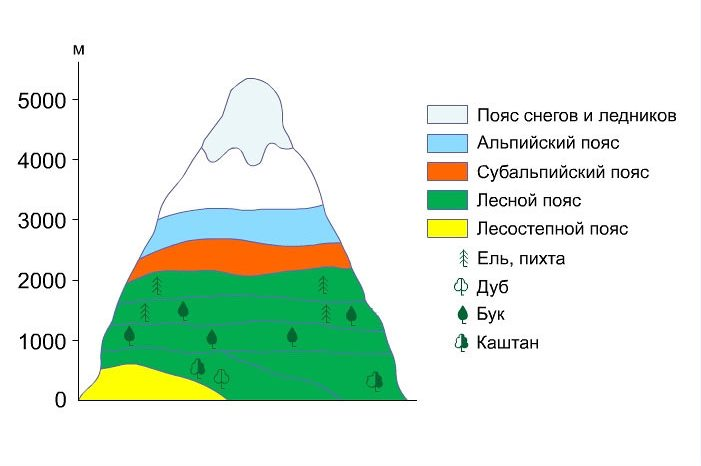 м
5000
4000
3000
2000
1000
0
Пояс снегов и ледников
Альпийский пояс
Субальпийский пояс
Лесной пояс
Лесостепной пояс
Ель, пихта
Дуб
Бук
Каштан